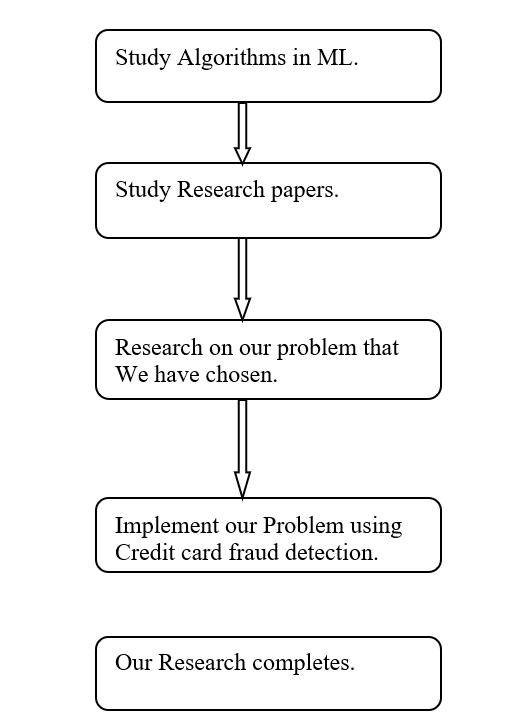 Study Algorithms in ML.
Study Research papers.
Research on our problem that
We have chosen.
Implement our Problem using
Credit card fraud detection.
Our Research completes.